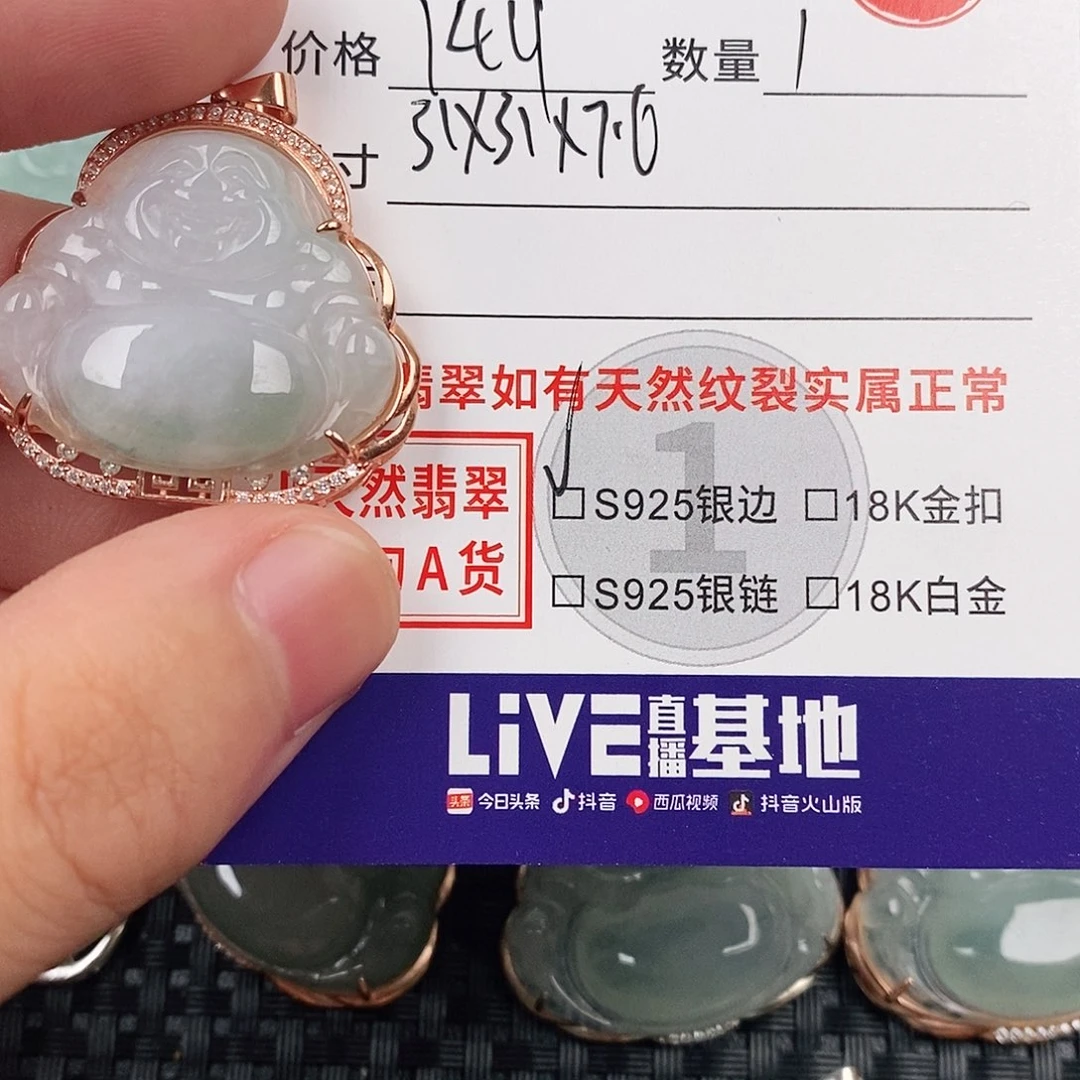 价格 144 数量 1
寸 31X31X7.6
翡翠如有天然纹裂实属正常
天然翡翠
A货
1
S925银边 18K金扣
S925银链 18K白金
LiVE直播基地
头条 今日头条 抖音 西瓜视频 抖音火山版